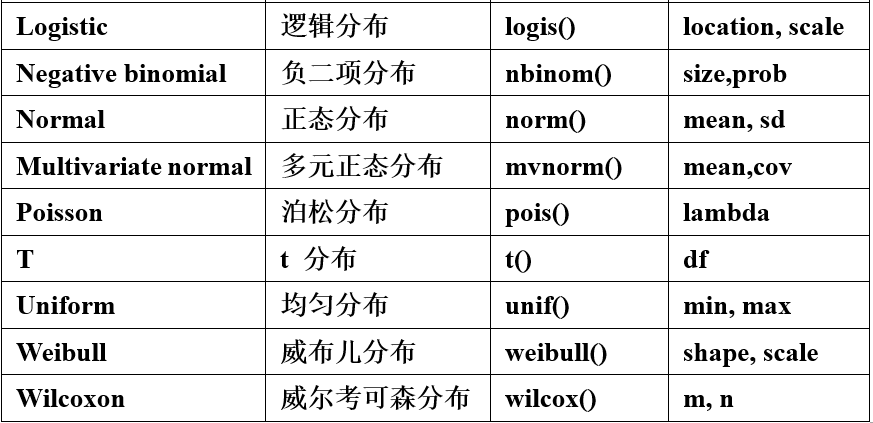 Logistic 逻辑分布 logis() location, scale
Negative binomial 负二项分布 nbinom() size,prob
Normal 正态分布 norm() mean, sd
Multivariate normal 多元正态分布 mvnorm() mean,cov
Poisson 泊松分布 pois() lambda
T t 分布 t() df
Uniform 均匀分布 unif() min, max
Weibull 威布儿分布 weibull() shape, scale
Wilcoxon 威尔考可森分布 wilcox() m, n